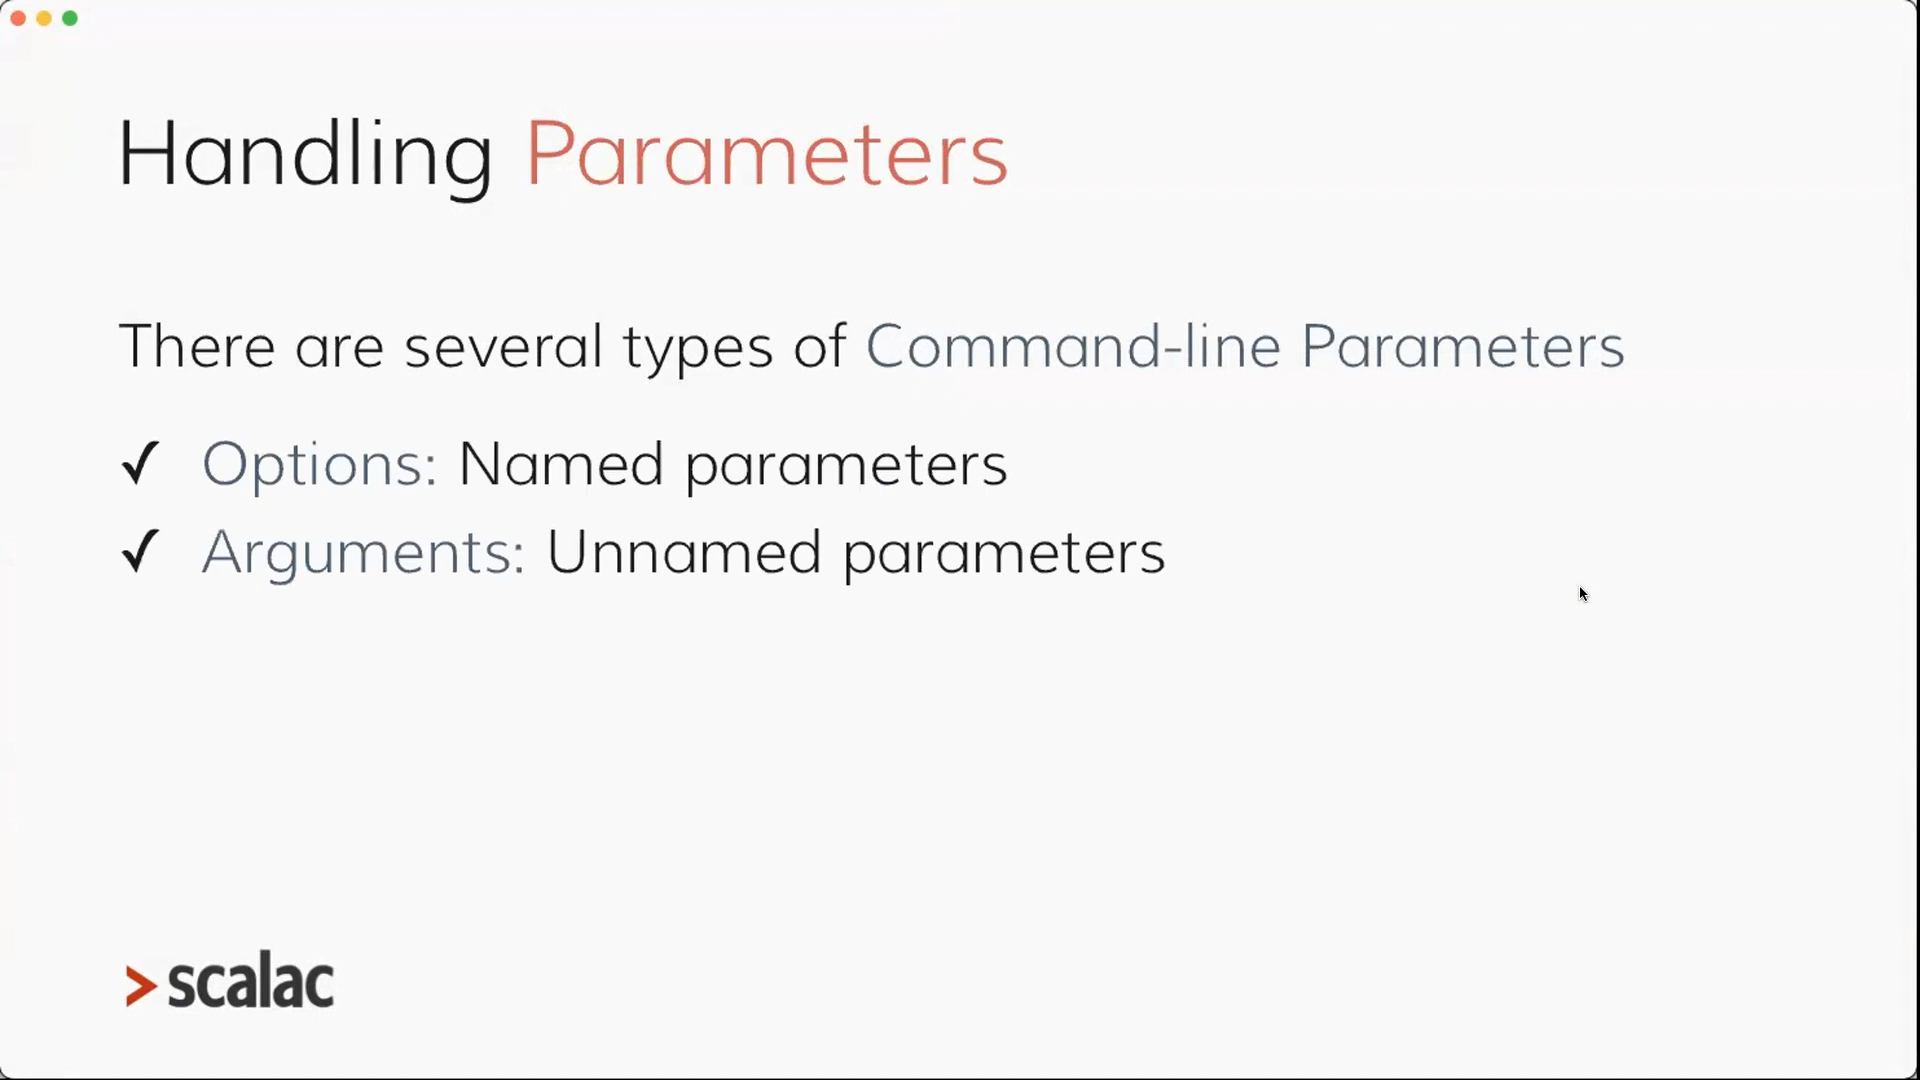 Handling Parameters
There are several types of Command-line Parameters
✓ Options: Named parameters
✓ Arguments: Unnamed parameters
> scalac